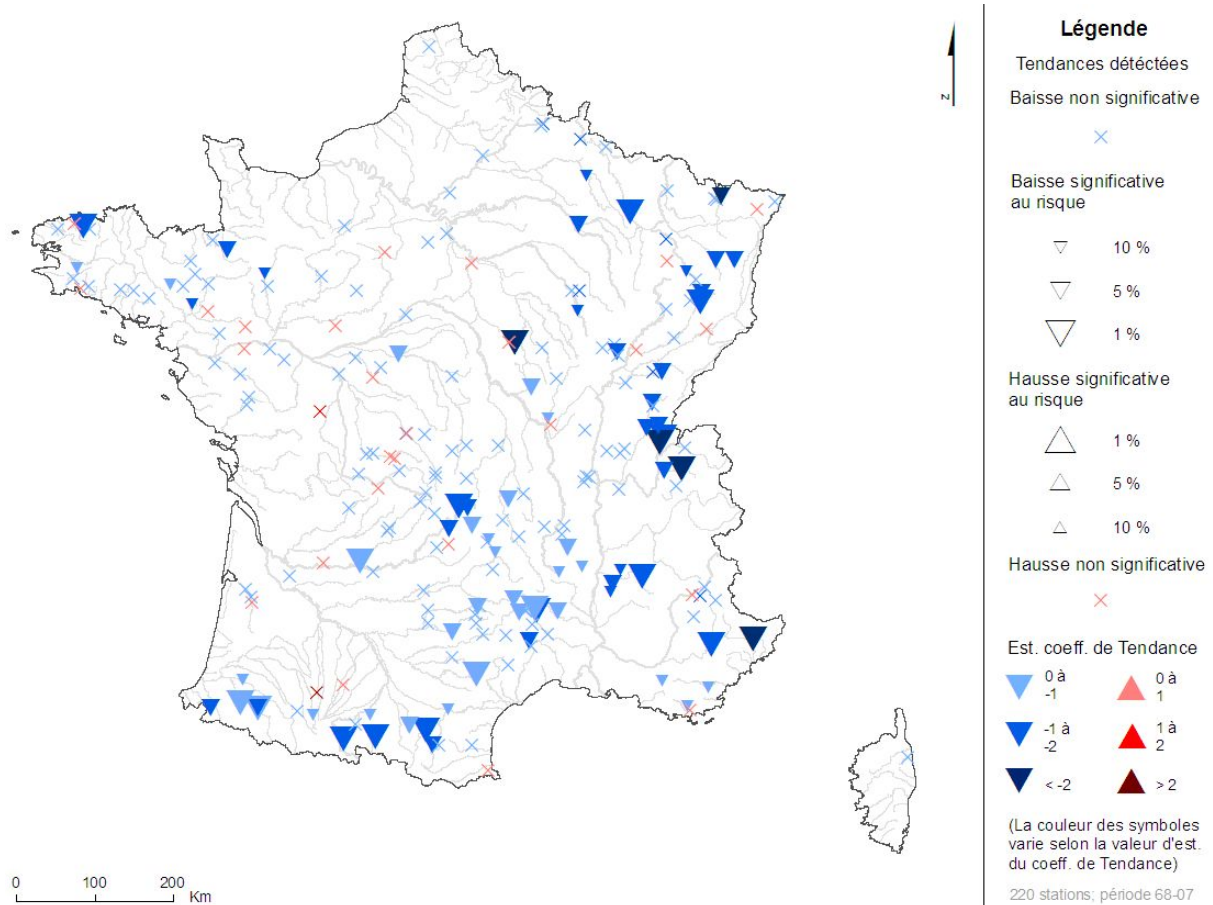 Légende
Tendances détéctées
Baisse non significative
Baisse significative
au risque
10 %
5 %
1 %
Hausse significative
au risque
1 %
5 %
10 %
Hausse non significative
Est. coeff. de Tendance
0 à
-1
0 à
1
-1 à
-2
1 à
2
< -2
> 2
(La couleur des symboles
varie selon la valeur d'est.
du coeff. de Tendance)
220 stations; période 68-07
N
0 100 200
Km